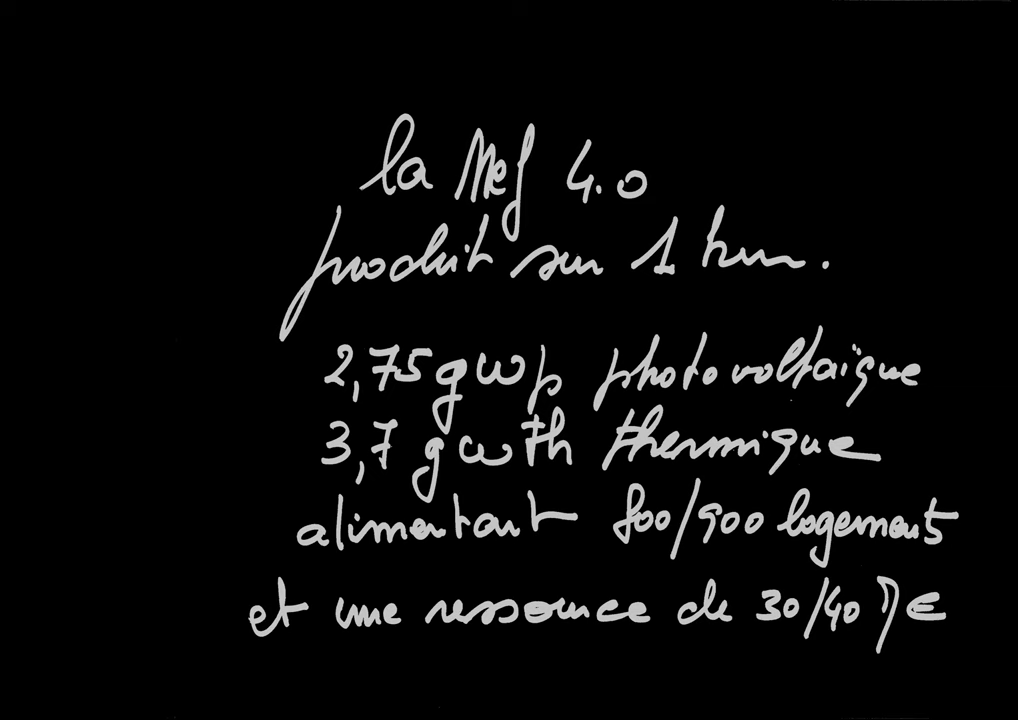 la Nef 4.0
produit sur 1 km.
2,75 gwp photovoltaïque
3,7 gwth thermique
alimentant 800/900 logements
et une ressource de 30/40 M€